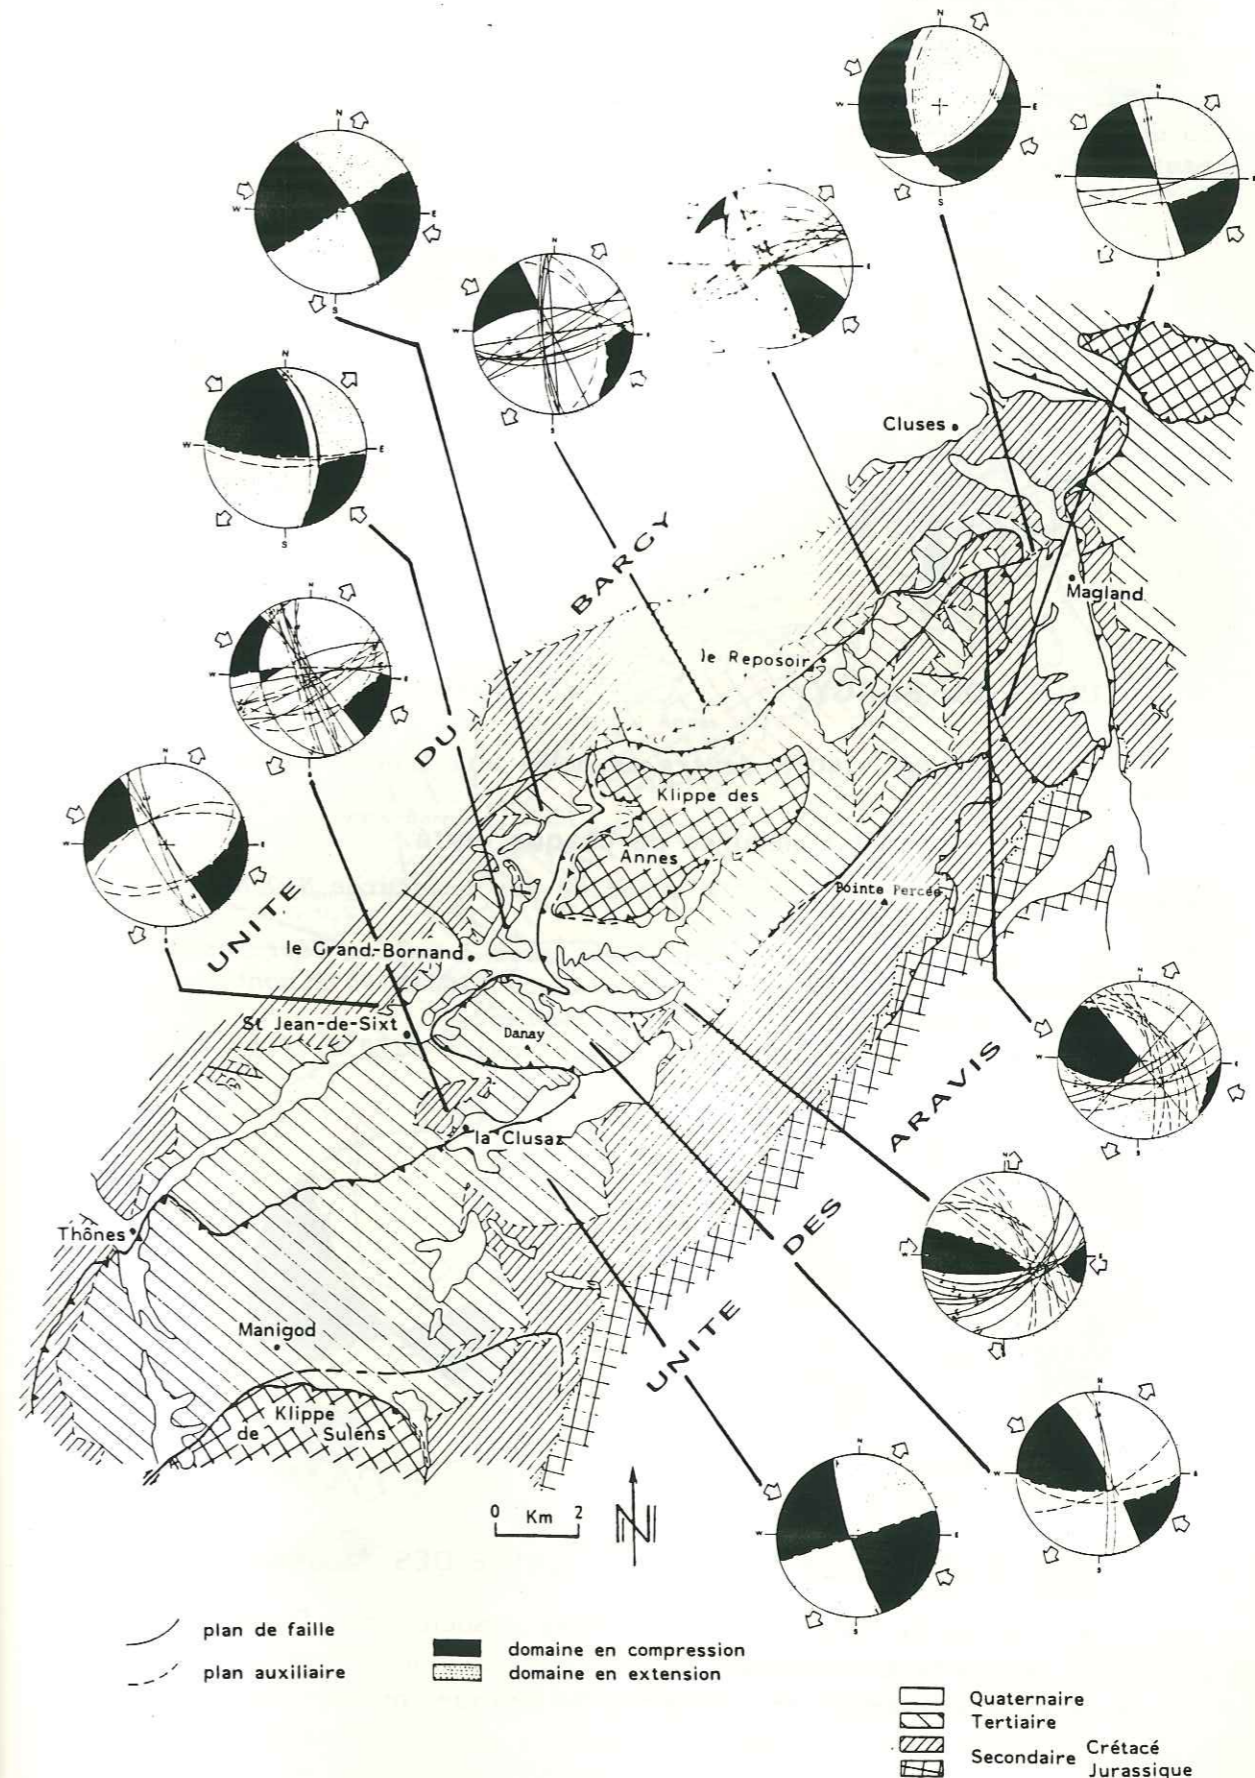 N
W
E
S
N
E
S
N
W
E
S
N
W
E
S
E
N
W
E
S
N
W
E
Cluses
Magland
BARGY
le Reposoir
DU
Klippe des
Annes
Pointe Percée
UNITE
le Grand-Bornand
St Jean-de-Sixt
Danay
la Clusaz
ARAVIS
DES
UNITE
Thônes
Manigod
Klippe
de Sulens
N
W
E
S
N
W
E
S
0 Km 2
N
plan de faille
plan auxiliaire
domaine en compression
domaine en extension
Quaternaire
Tertiaire
Secondaire Crétacé
Jurassique